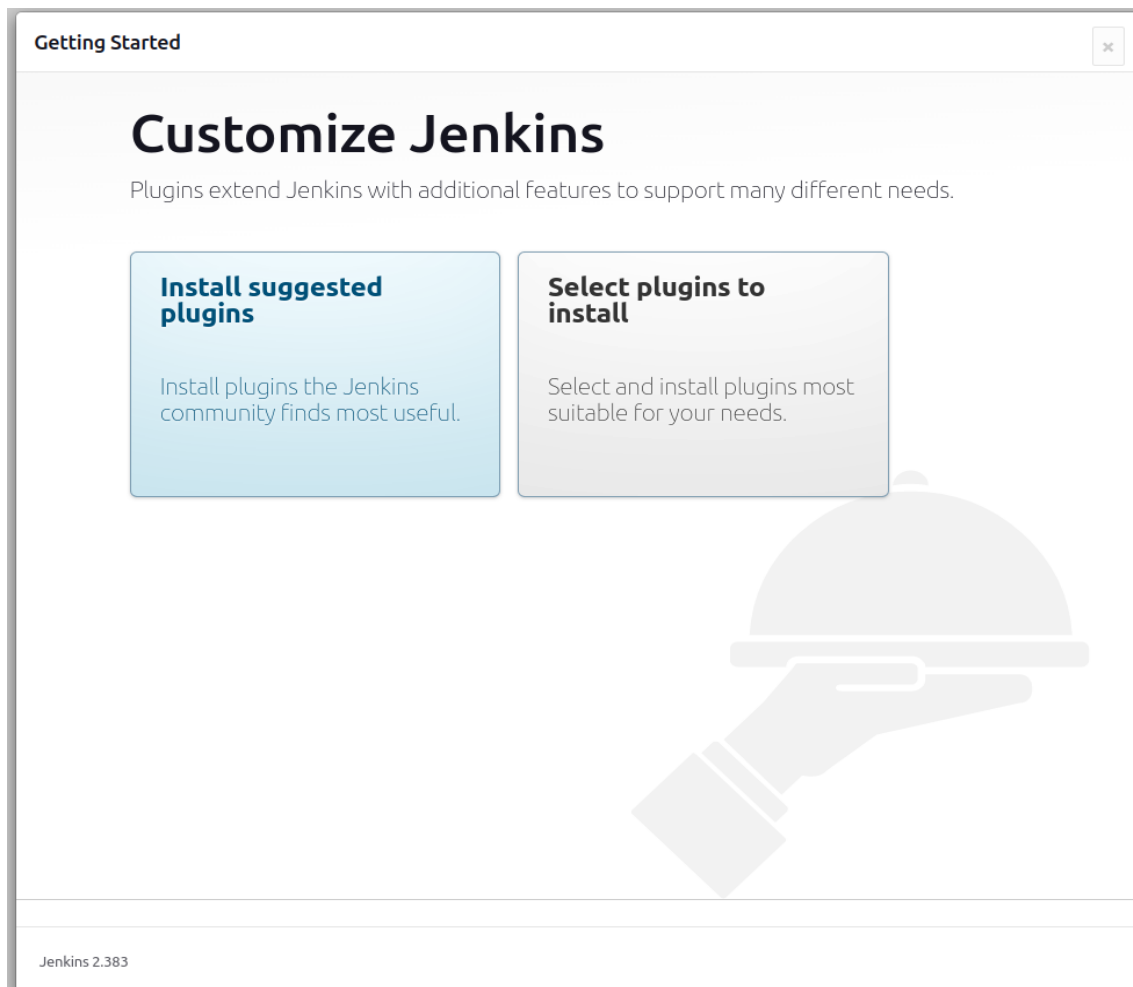 Getting Started
Customize Jenkins
Plugins extend Jenkins with additional features to support many different needs.
Install suggested
plugins
Install plugins the Jenkins
community finds most useful.
Select plugins to
install
Select and install plugins most
suitable for your needs.
Jenkins 2.383